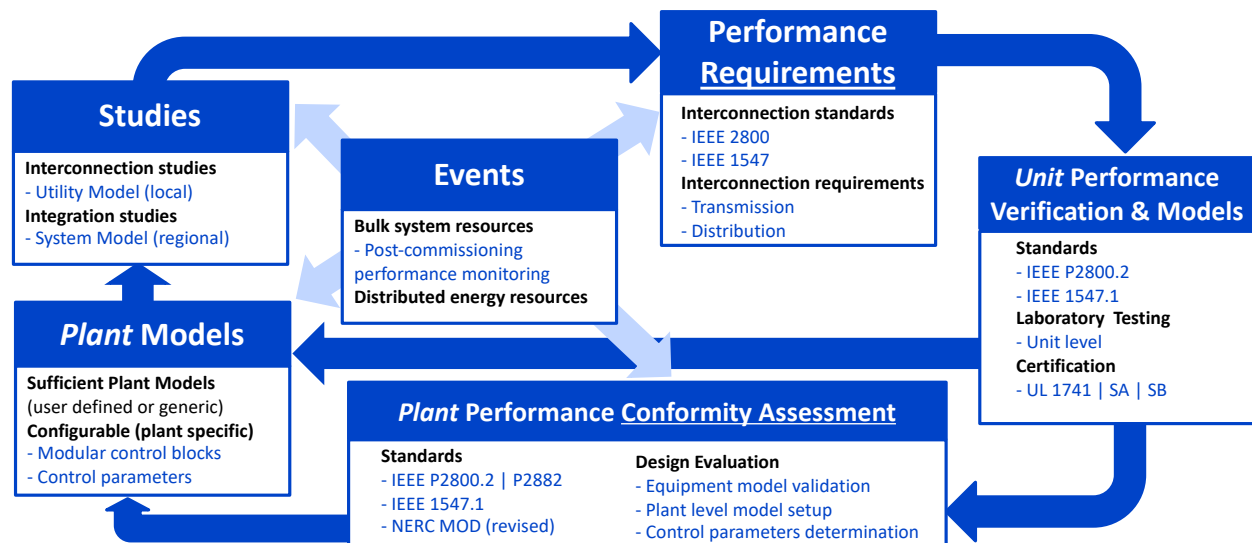 Performance
Requirements
Interconnection standards
- IEEE 2800
- IEEE 1547
Interconnection requirements
- Transmission
- Distribution
Studies
Interconnection studies
- Utility Model (local)
Integration studies
- System Model (regional)
Events
Bulk system resources
- Post-commissioning
performance monitoring
Distributed energy resources
Unit Performance
Verification & Models
Standards
- IEEE P2800.2
- IEEE 1547.1
Laboratory Testing
- Unit level
Certification
- UL 1741 | SA | SB
Plant Models
Sufficient Plant Models
(user defined or generic)
Configurable (plant specific)
- Modular control blocks
- Control parameters
Plant Performance Conformity Assessment
Standards
- IEEE P2800.2 | P2882
- IEEE 1547.1
- NERC MOD (revised)
Design Evaluation
- Equipment model validation
- Plant level model setup
- Control parameters determination